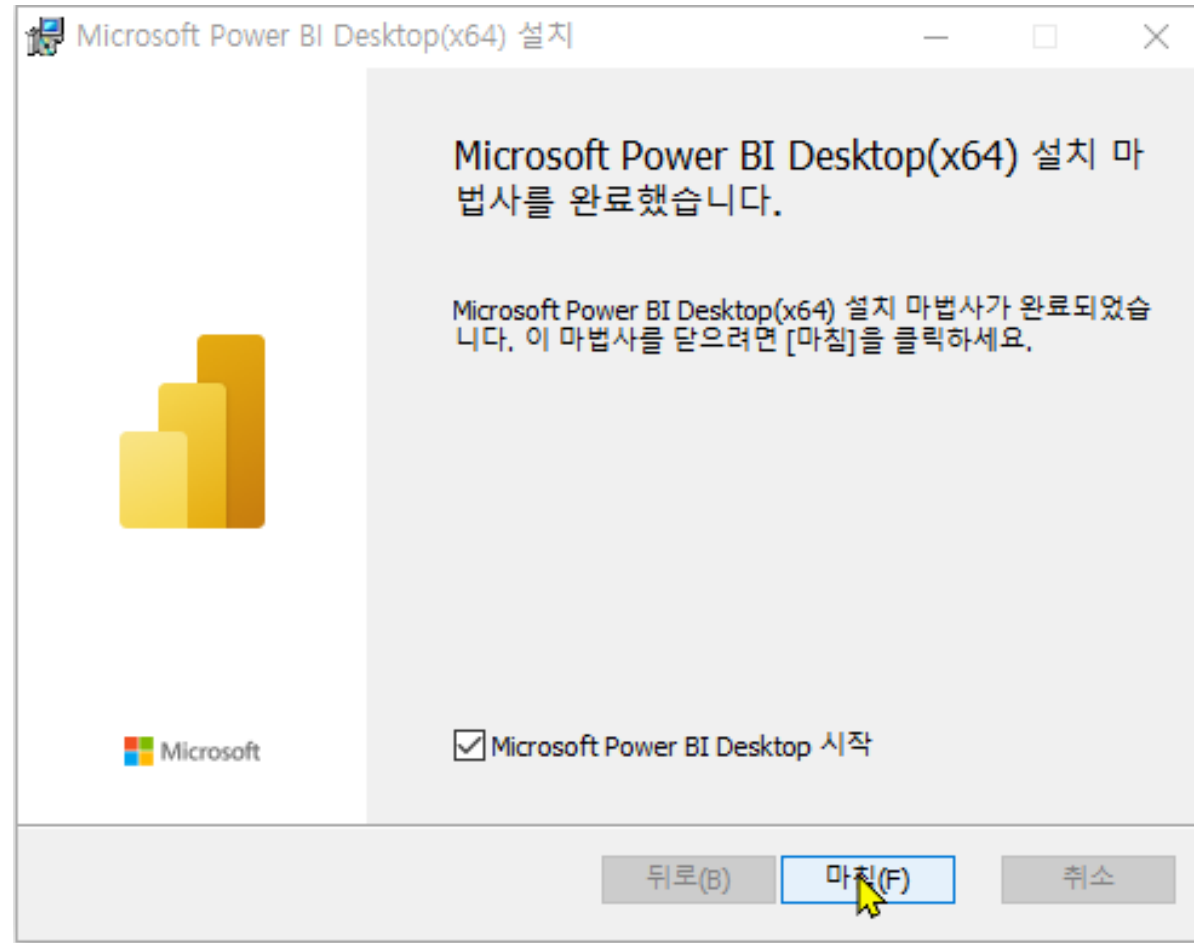 Microsoft Power BI Desktop(x64) 설치
Microsoft Power BI Desktop(x64) 설치 마
법사를 완료했습니다.
Microsoft Power BI Desktop(x64) 설치 마법사가 완료되었습
니다. 이 마법사를 닫으려면 [마침]을 클릭하세요.
Microsoft
Microsoft Power BI Desktop 시작
뒤로(B)
마침(F)
취소